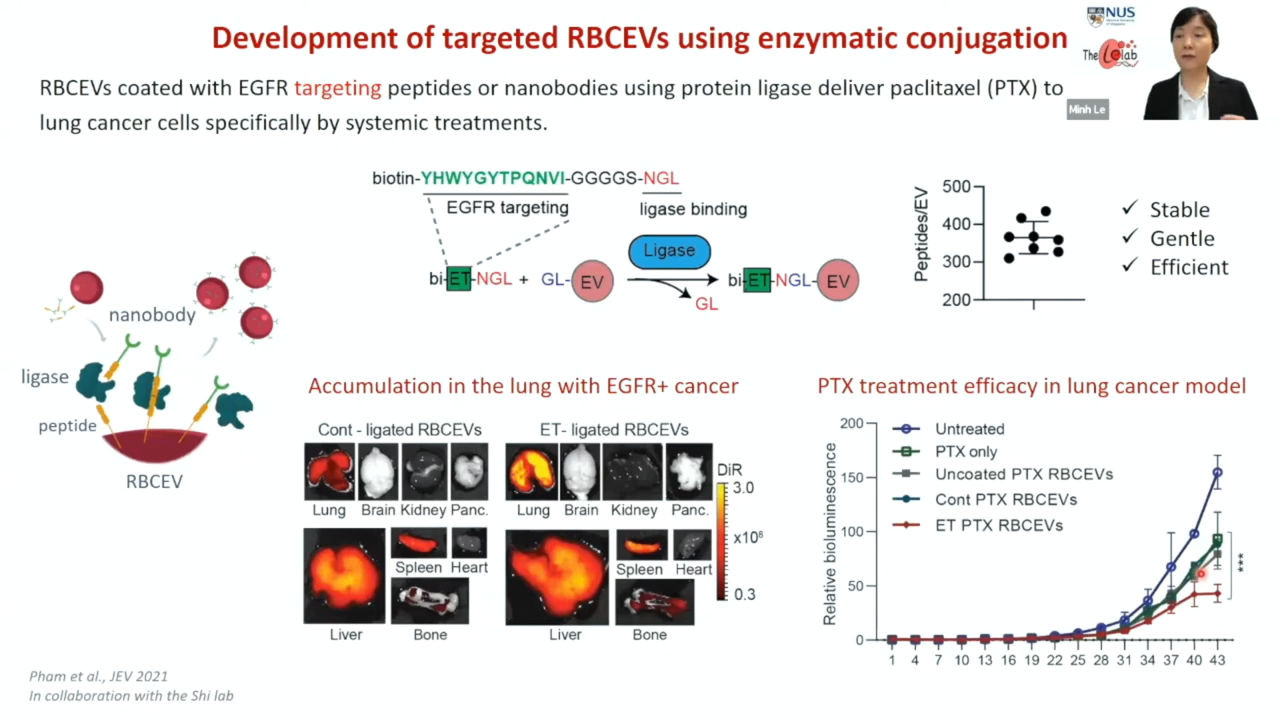 Development of targeted RBCEVs using enzymatic conjugation
NUS
The Le lab
Minh Le
RBCEVs coated with EGFR targeting peptides or nanobodies using protein ligase deliver paclitaxel (PTX) to
lung cancer cells specifically by systemic treatments.
biotin-YHWYGYTPQNVI-GGGGS-NGL
EGFR targeting
ligase binding
Ligase
bi-ET-NGL + GL-EV
bi-ET-NGL-EV
GL
Peptides/EV
500
400
300
200
✓ Stable
✓ Gentle
✓ Efficient
nanobody
ligase
peptide
RBCEV
Accumulation in the lung with EGFR+ cancer
Cont - ligated RBCEVs
ET- ligated RBCEVs
Lung Brain Kidney Panc.
Lung Brain Kidney Panc.
Spleen Heart
Spleen Heart
Liver Bone
Liver Bone
DiR
3.0
x10⁸
0.3
PTX treatment efficacy in lung cancer model
Relative bioluminescence
200
150
100
50
0
Untreated
PTX only
Uncoated PTX RBCEVs
Cont PTX RBCEVs
ET PTX RBCEVs
***
1 4 7 10 13 16 19 22 25 28 31 34 37 40 43
Pham et al., JEV 2021
In collaboration with the Shi lab